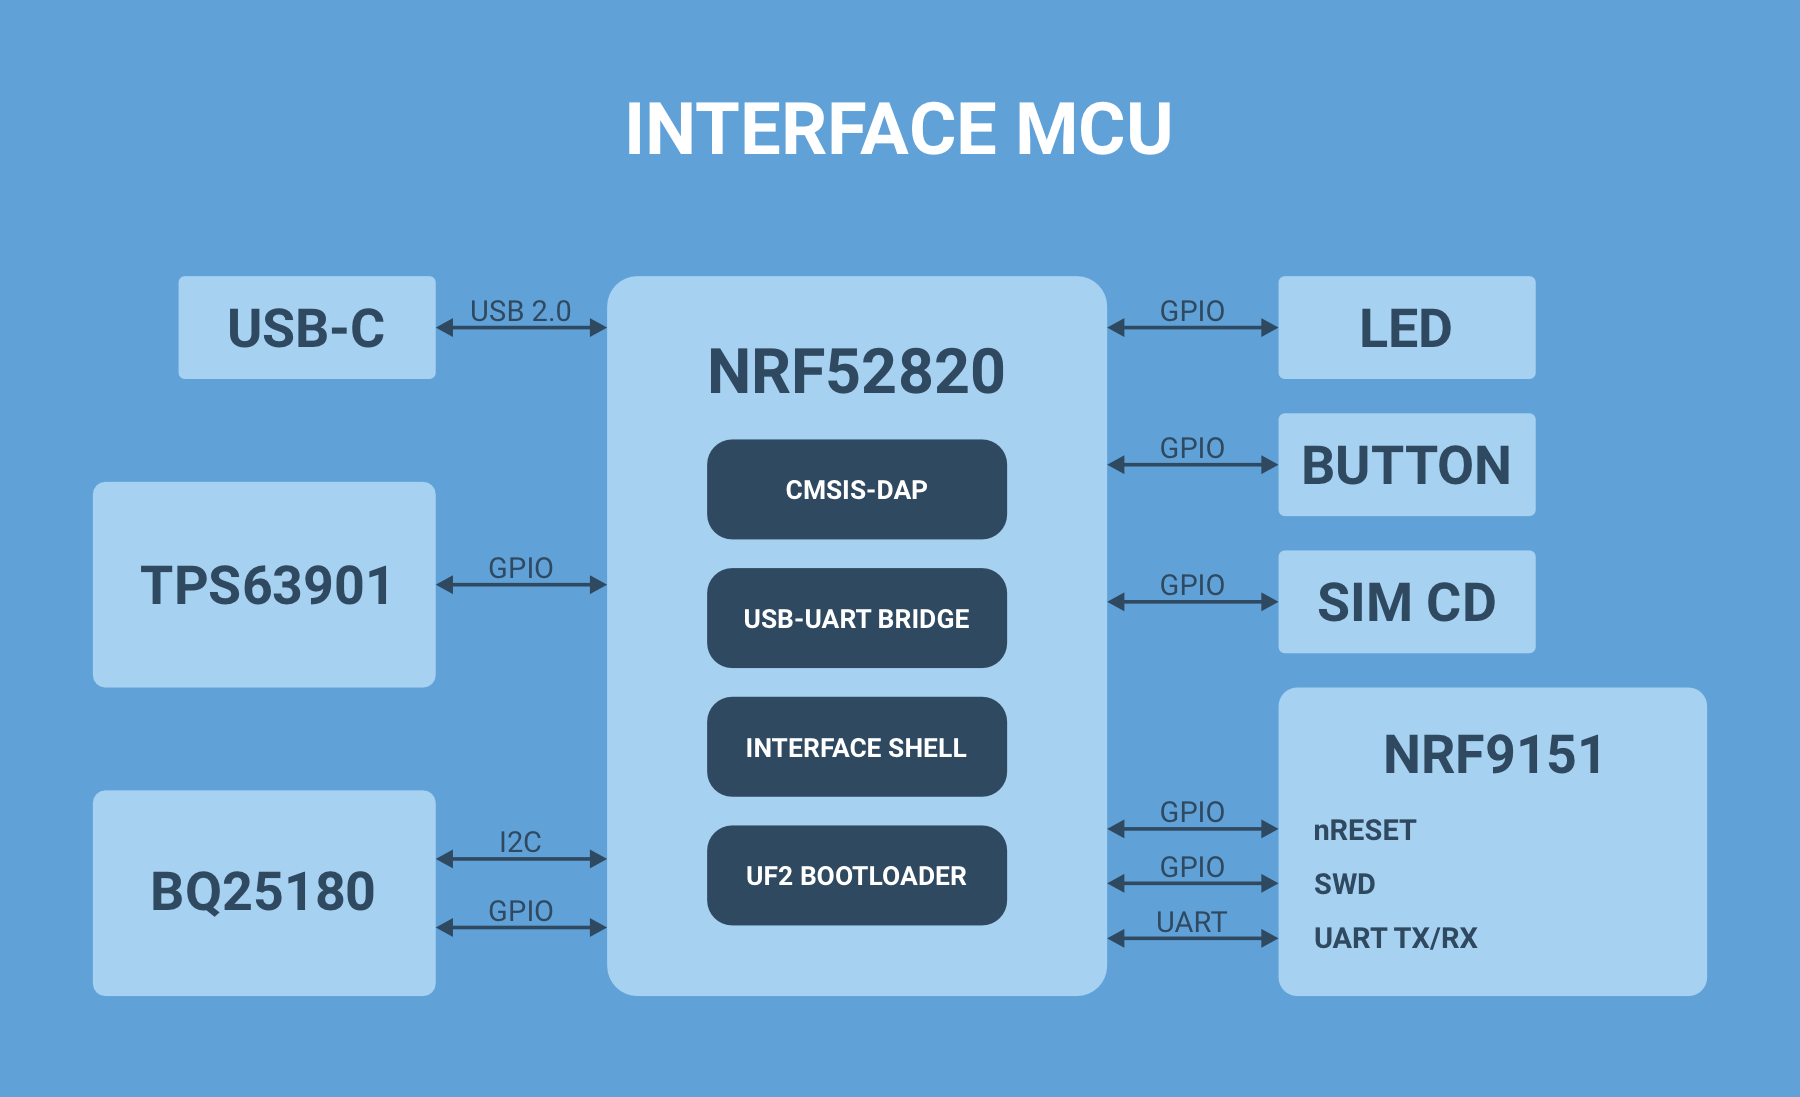 INTERFACE MCU
USB-C
USB 2.0
TPS63901
GPIO
BQ25180
I2C
GPIO
NRF52820
CMSIS-DAP
USB-UART BRIDGE
INTERFACE SHELL
UF2 BOOTLOADER
GPIO
LED
GPIO
BUTTON
GPIO
SIM CD
NRF9151
GPIO
nRESET
GPIO
SWD
UART
UART TX/RX